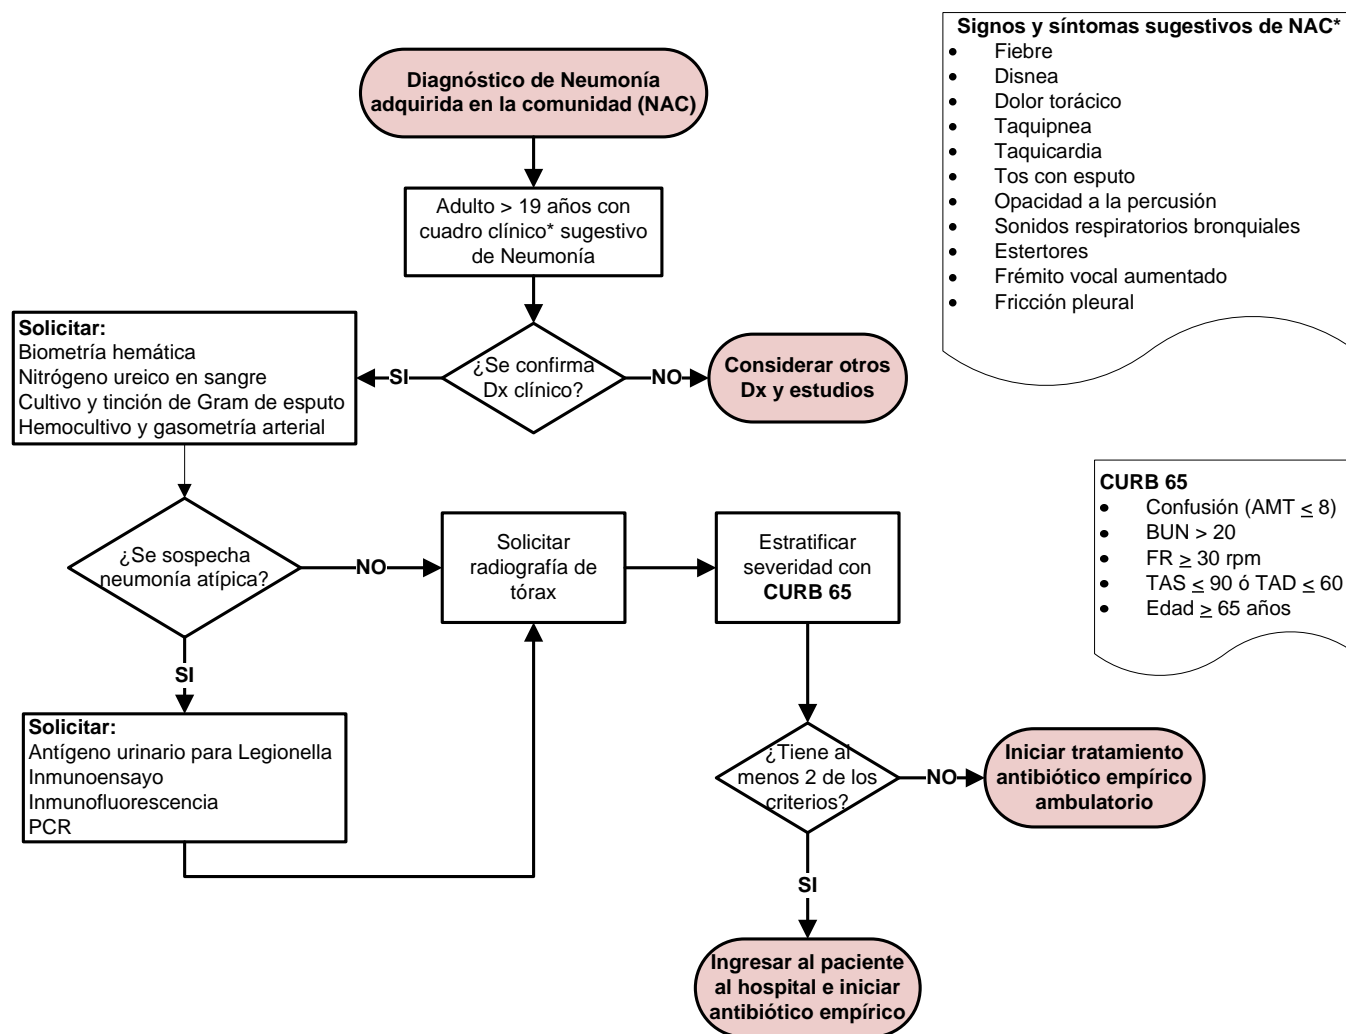 Diagnóstico de Neumonía
adquirida en la comunidad (NAC)
Adulto > 19 años con
cuadro clínico* sugestivo
de Neumonía
¿Se confirma
Dx clínico?
SI
NO
Considerar otros
Dx y estudios
Solicitar:
Biometría hemática
Nitrógeno ureico en sangre
Cultivo y tinción de Gram de esputo
Hemocultivo y gasometría arterial
¿Se sospecha
neumonía atípica?
NO
SI
Solicitar:
Antígeno urinario para Legionella
Inmunoensayo
Inmunofluorescencia
PCR
Solicitar
radiografía de
tórax
Estratificar
severidad con
CURB 65
¿Tiene al
menos 2 de los
criterios?
NO
Iniciar tratamiento
antibiótico empírico
ambulatorio
SI
Ingresar al paciente
al hospital e iniciar
antibiótico empírico
Signos y síntomas sugestivos de NAC*
• Fiebre
• Disnea
• Dolor torácico
• Taquipnea
• Taquicardia
• Tos con esputo
• Opacidad a la percusión
• Sonidos respiratorios bronquiales
• Estertores
• Frémito vocal aumentado
• Fricción pleural
CURB 65
• Confusión (AMT ≤ 8)
• BUN > 20
• FR ≥ 30 rpm
• TAS ≤ 90 ó TAD ≤ 60
• Edad ≥ 65 años